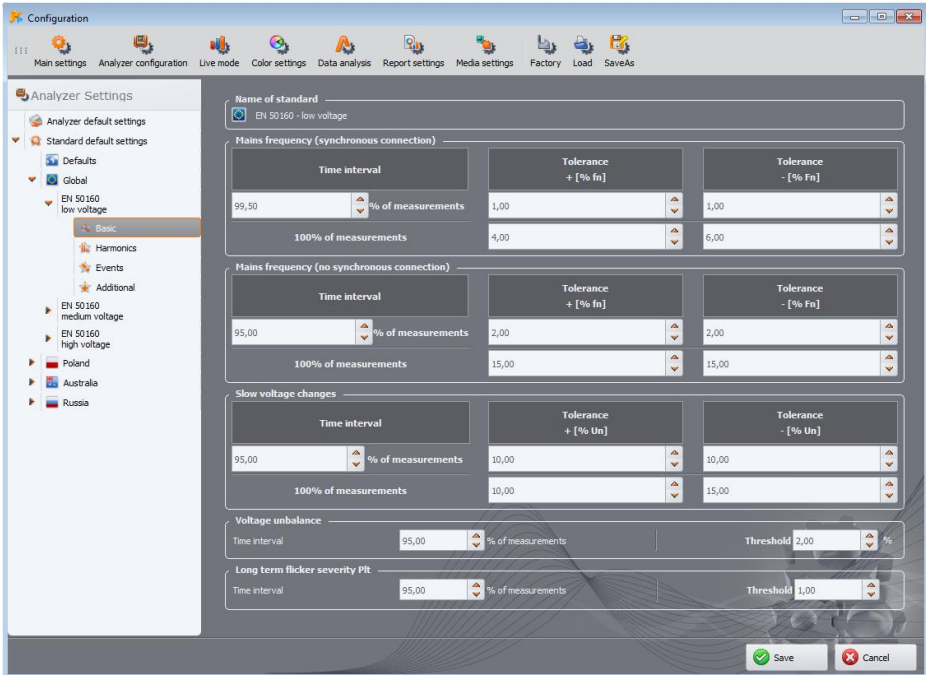 Configuration
Main settings Analyzer configuration Live mode Color settings Data analysis Report settings Media settings Factory Load SaveAs
Analyzer Settings
Analyzer default settings
Standard default settings
Defaults
Global
EN 50160
low voltage
Basic
Harmonics
Events
Additional
EN 50160
medium voltage
EN 50160
high voltage
Poland
Australia
Russia
Name of standard
EN 50160 - low voltage
Mains frequency (synchronous connection)
Time interval
Tolerance
+ [% fn]
Tolerance
- [% Fn]
99,50 % of measurements 1,00 1,00
100% of measurements 4,00 6,00
Mains frequency (no synchronous connection)
Time interval
Tolerance
+ [% fn]
Tolerance
- [% Fn]
95,00 % of measurements 2,00 2,00
100% of measurements 15,00 15,00
Slow voltage changes
Time interval
Tolerance
+ [% Un]
Tolerance
- [% Un]
95,00 % of measurements 10,00 10,00
100% of measurements 10,00 15,00
Voltage unbalance
Time interval 95,00 % of measurements Threshold 2,00 %
Long term flicker severity Plt
Time interval 95,00 % of measurements Threshold 1,00
Save Cancel